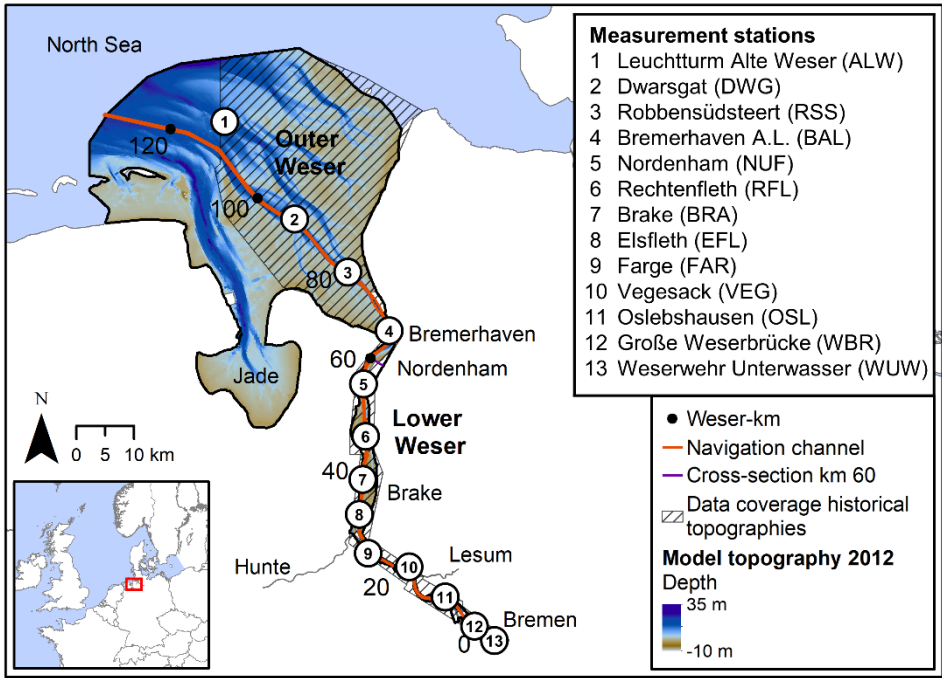 North Sea
Outer
Weser
120
100
80
60
40
20
0
1
2
3
4
5
6
7
8
9
10
11
12
13
Bremerhaven
Nordenham
Jade
Lower
Weser
Brake
Hunte
Lesum
Bremen
N
0 5 10 km
Measurement stations
1 Leuchtturm Alte Weser (ALW)
2 Dwarsgat (DWG)
3 Robbensüdsteert (RSS)
4 Bremerhaven A.L. (BAL)
5 Nordenham (NUF)
6 Rechtenfleth (RFL)
7 Brake (BRA)
8 Elsfleth (EFL)
9 Farge (FAR)
10 Vegesack (VEG)
11 Oslebshausen (OSL)
12 Große Weserbrücke (WBR)
13 Weserwehr Unterwasser (WUW)
Weser-km
Navigation channel
Cross-section km 60
Data coverage historical
topographies
Model topography 2012
Depth
35 m
-10 m